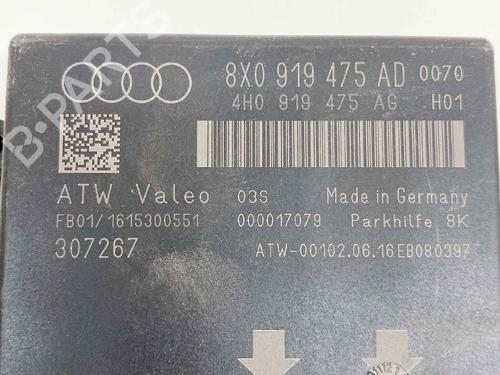 8X0 919 475 AD 0070
4H0 919 475 AG H01
ATW Valeo 03S Made in Germany
FB01/1615300551 000017079 Parkhilfe 8K
307267 ATW-00102.06.16EB080397
B-PARTS